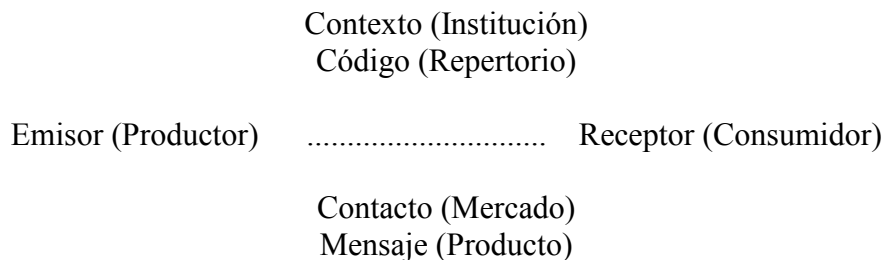 Contexto (Institución)
Código (Repertorio)
Emisor (Productor) ............................. Receptor (Consumidor)
Contacto (Mercado)
Mensaje (Producto)